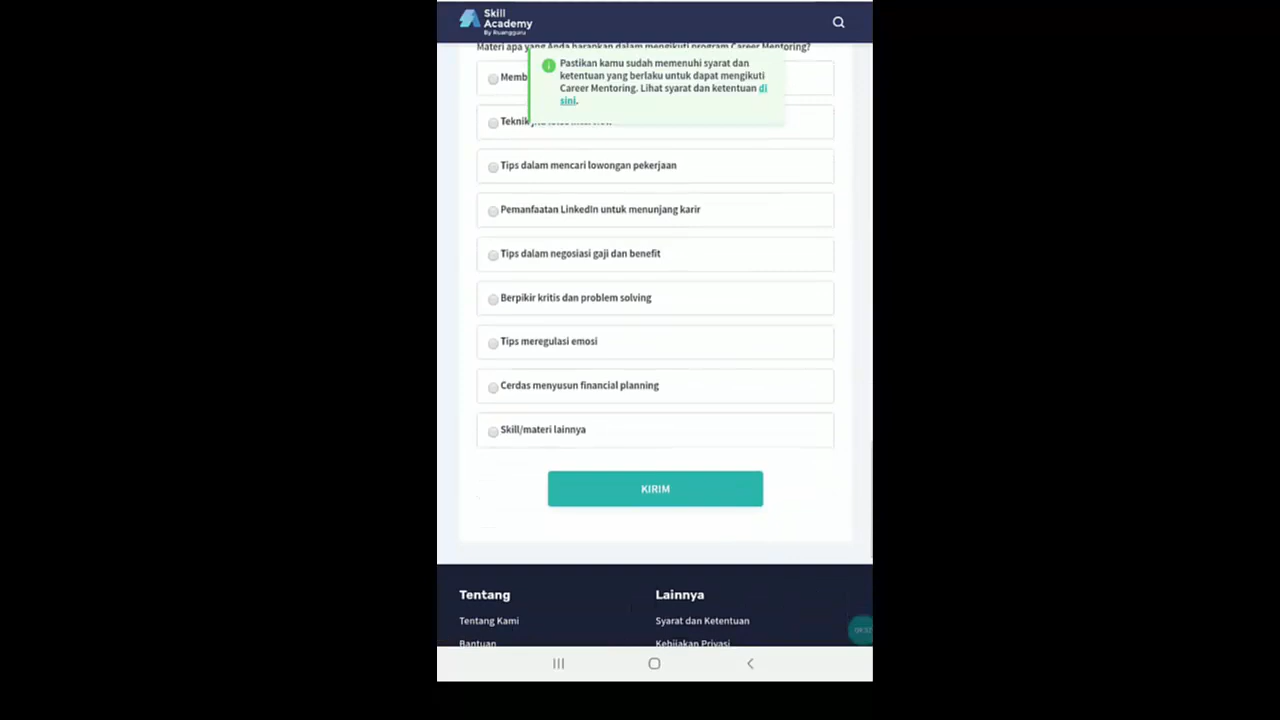 Skill
Academy
By Ruangguru
Materi apa yang Anda harapkan dalam mengikuti program Career Mentoring?
Pastikan kamu sudah memenuhi syarat dan
ketentuan yang berlaku untuk dapat mengikuti
Career Mentoring. Lihat syarat dan ketentuan di
sini.
Memb
Teknik
interview
Tips dalam mencari lowongan pekerjaan
Pemanfaatan LinkedIn untuk menunjang karir
Tips dalam negosiasi gaji dan benefit
Berpikir kritis dan problem solving
Tips meregulasi emosi
Cerdas menyusun financial planning
Skill/materi lainnya
KIRIM
Tentang
Lainnya
Tentang Kami
Syarat dan Ketentuan
Bantuan
Kebijakan Privasi